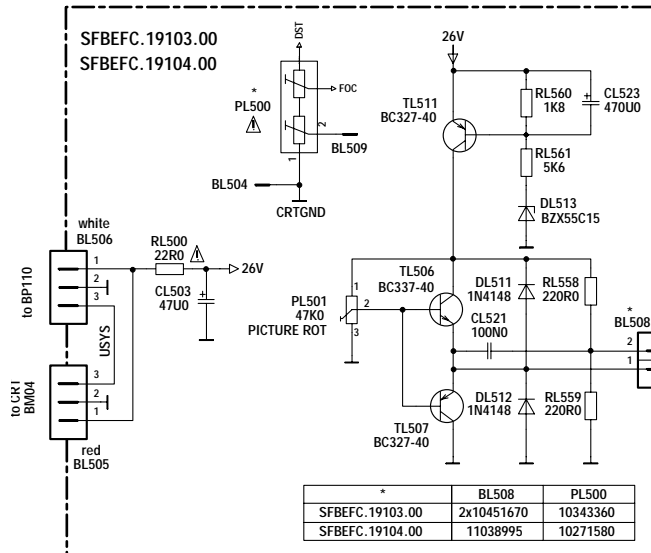 SFBEFC.19103.00
SFBEFC.19104.00
DST
FOC
*
PL500
2
1
BL509
BL504
CRTGND
26V
TL511
BC327-40
RL560
1K8
CL523
+
470U0
RL561
5K6
DL513
BZX55C15
white
BL506
to BP110
1
2
3
RL500
22R0
CL503
47U0
+
26V
USYS
to CRT
BM04
3
2
1
red
BL505
PL501
47K0
PICTURE ROT
1
2
3
TL506
BC337-40
DL511
1N4148
RL558
220R0
CL521
100N0
*
BL508
2
1
TL507
BC327-40
DL512
1N4148
RL559
220R0
* BL508 PL500
SFBEFC.19103.00 2x10451670 10343360
SFBEFC.19104.00 11038995 10271580